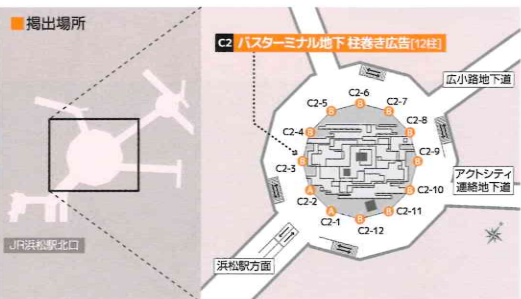 ■掲出場所
C2 バスターミナル地下 柱巻き広告[12柱]
広小路地下道
C2-6
C2-5
C2-7
B
B
B
C2-4
B
B
C2-8
C2-3
B
B
C2-9
アクトシティ
連絡地下道
C2-2
A
B
C2-10
C2-1
A
B
B
C2-11
C2-12
JR浜松駅北口
浜松駅方面